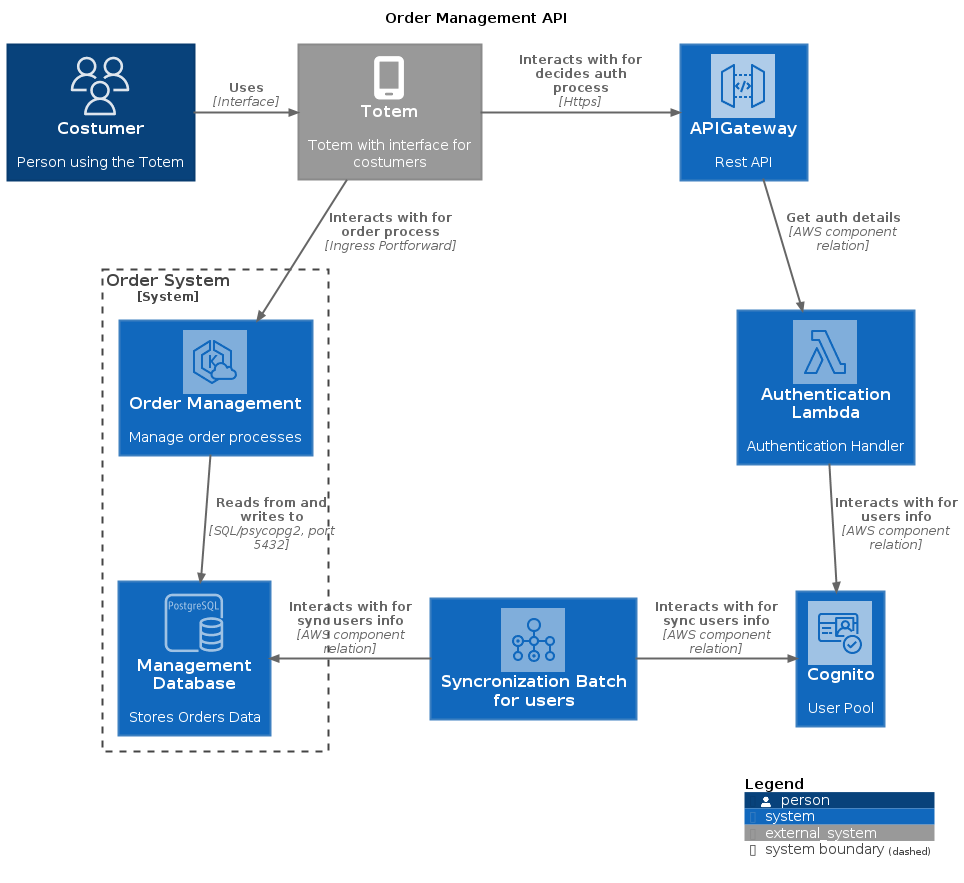 Order Management API
Costumer
Person using the Totem
Uses
[Interface]
Totem
Totem with interface for
costumers
Interacts with for
decides auth
process
[Https]
APIGateway
Rest API
Interacts with for
order process
[Ingress Portforward]
Get auth details
[AWS component
relation]
Order System
[System]
Order Management
Manage order processes
Authentication
Lambda
Authentication Handler
Reads from and
writes to
[SQL/psycopg2, port
5432]
Interacts with for
users info
[AWS component
relation]
PostgreSQL
Management
Database
Stores Orders Data
Interacts with for
sync users info
[AWS component
relation]
Syncronization Batch
for users
Interacts with for
sync users info
[AWS component
relation]
Cognito
User Pool
Legend
person
system
external_system
system boundary (dashed)